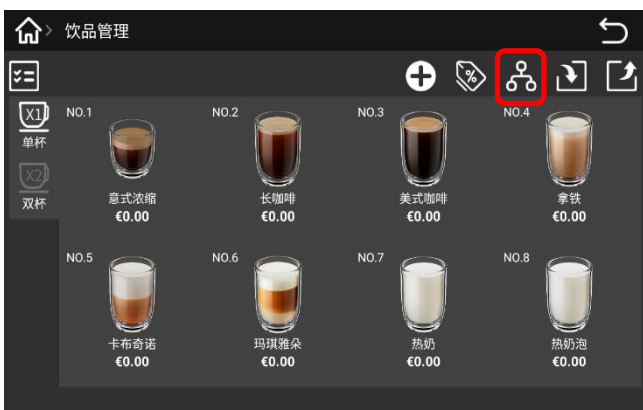 饮品管理
%
X1
单杯
X2
双杯
NO.1
意式浓缩
€0.00
NO.2
长咖啡
€0.00
NO.3
美式咖啡
€0.00
NO.4
拿铁
€0.00
NO.5
卡布奇诺
€0.00
NO.6
玛琪雅朵
€0.00
NO.7
热奶
€0.00
NO.8
热奶泡
€0.00